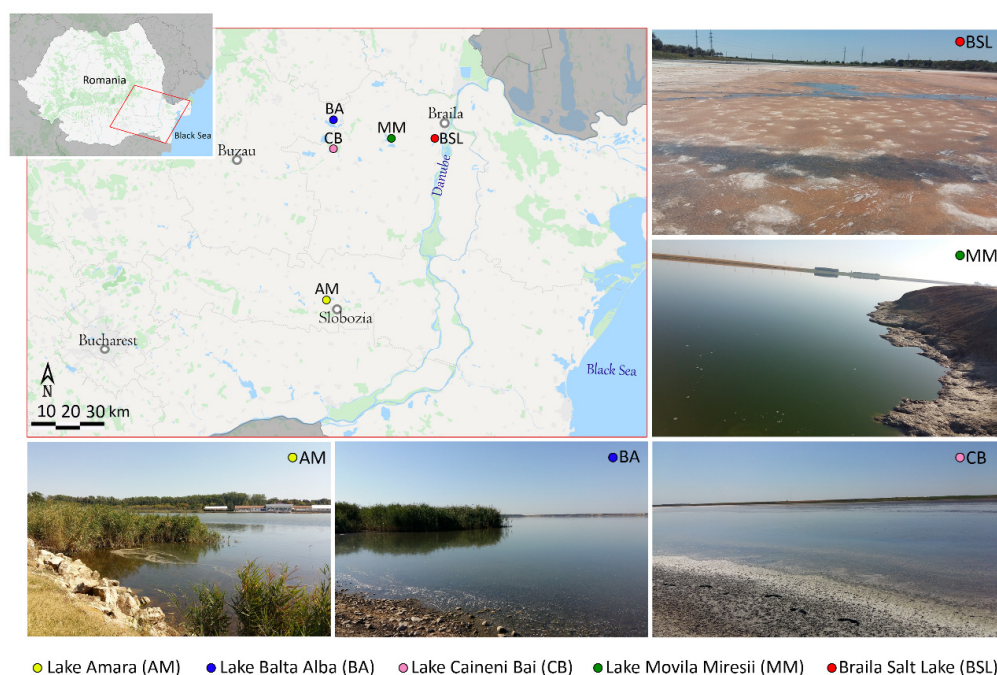 Romania
Black Sea
BA
CB
MM
Braila
BSL
Buzau
Danube
AM
Slobozia
Bucharest
Black Sea
N
10 20 30 km
BSL
MM
AM
BA
CB
Lake Amara (AM) Lake Balta Alba (BA) Lake Caineni Bai (CB) Lake Movila Miresii (MM) Braila Salt Lake (BSL)